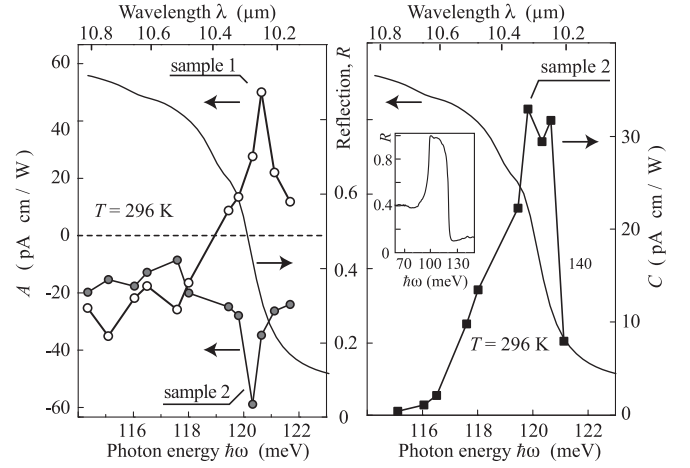 Wavelength λ (µm)
10.8 10.6 10.4 10.2
60
40
20
0
-20
-40
-60
A ( pA cm / W )
sample 1
T = 296 K
sample 2
116 118 120 122
Photon energy ℏω (meV)
Reflection, R
0.6
0.4
0.2
0
Wavelength λ (µm)
10.8 10.6 10.4 10.2
sample 2
R
0.8
0.4
0
70 100 130
ℏω (meV)
140
T = 296 K
30
20
10
0
C ( pA cm / W )
116 118 120 122
Photon energy ℏω (meV)